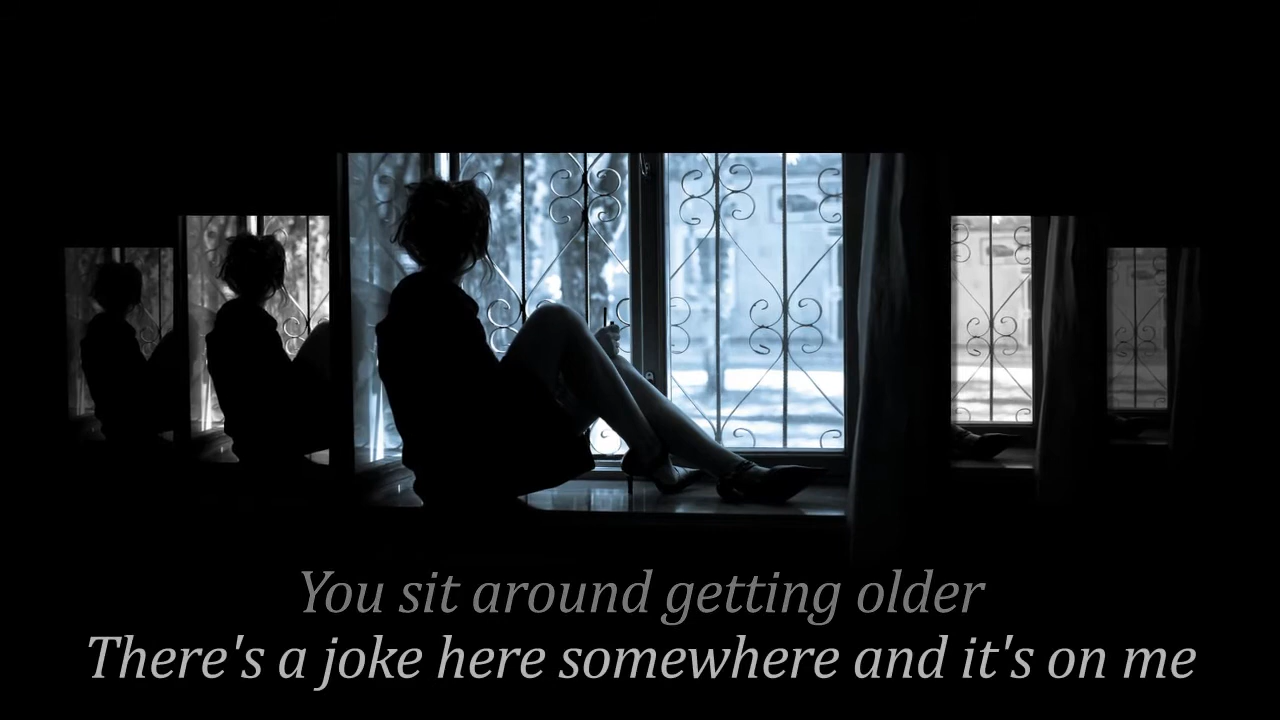 You sit around getting older
There's a joke here somewhere and it's on me